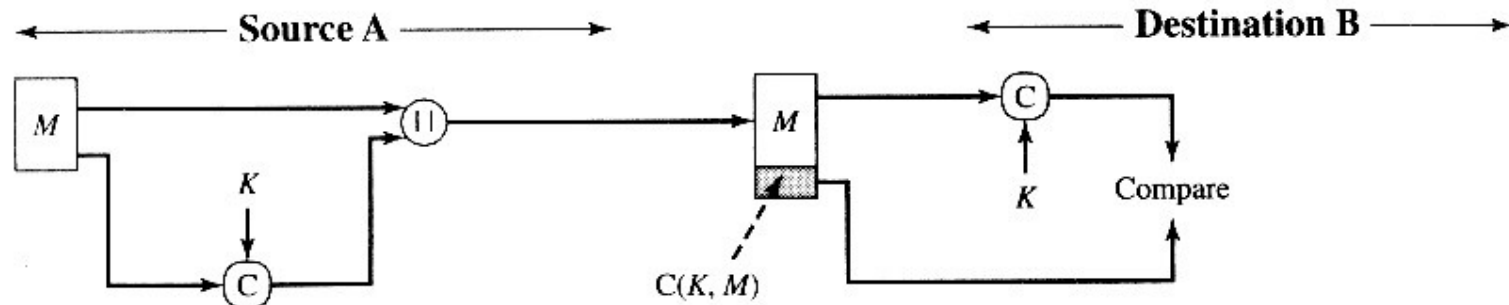 Source A
Destination B
M
||
K
C
M
C(K, M)
C
K
Compare